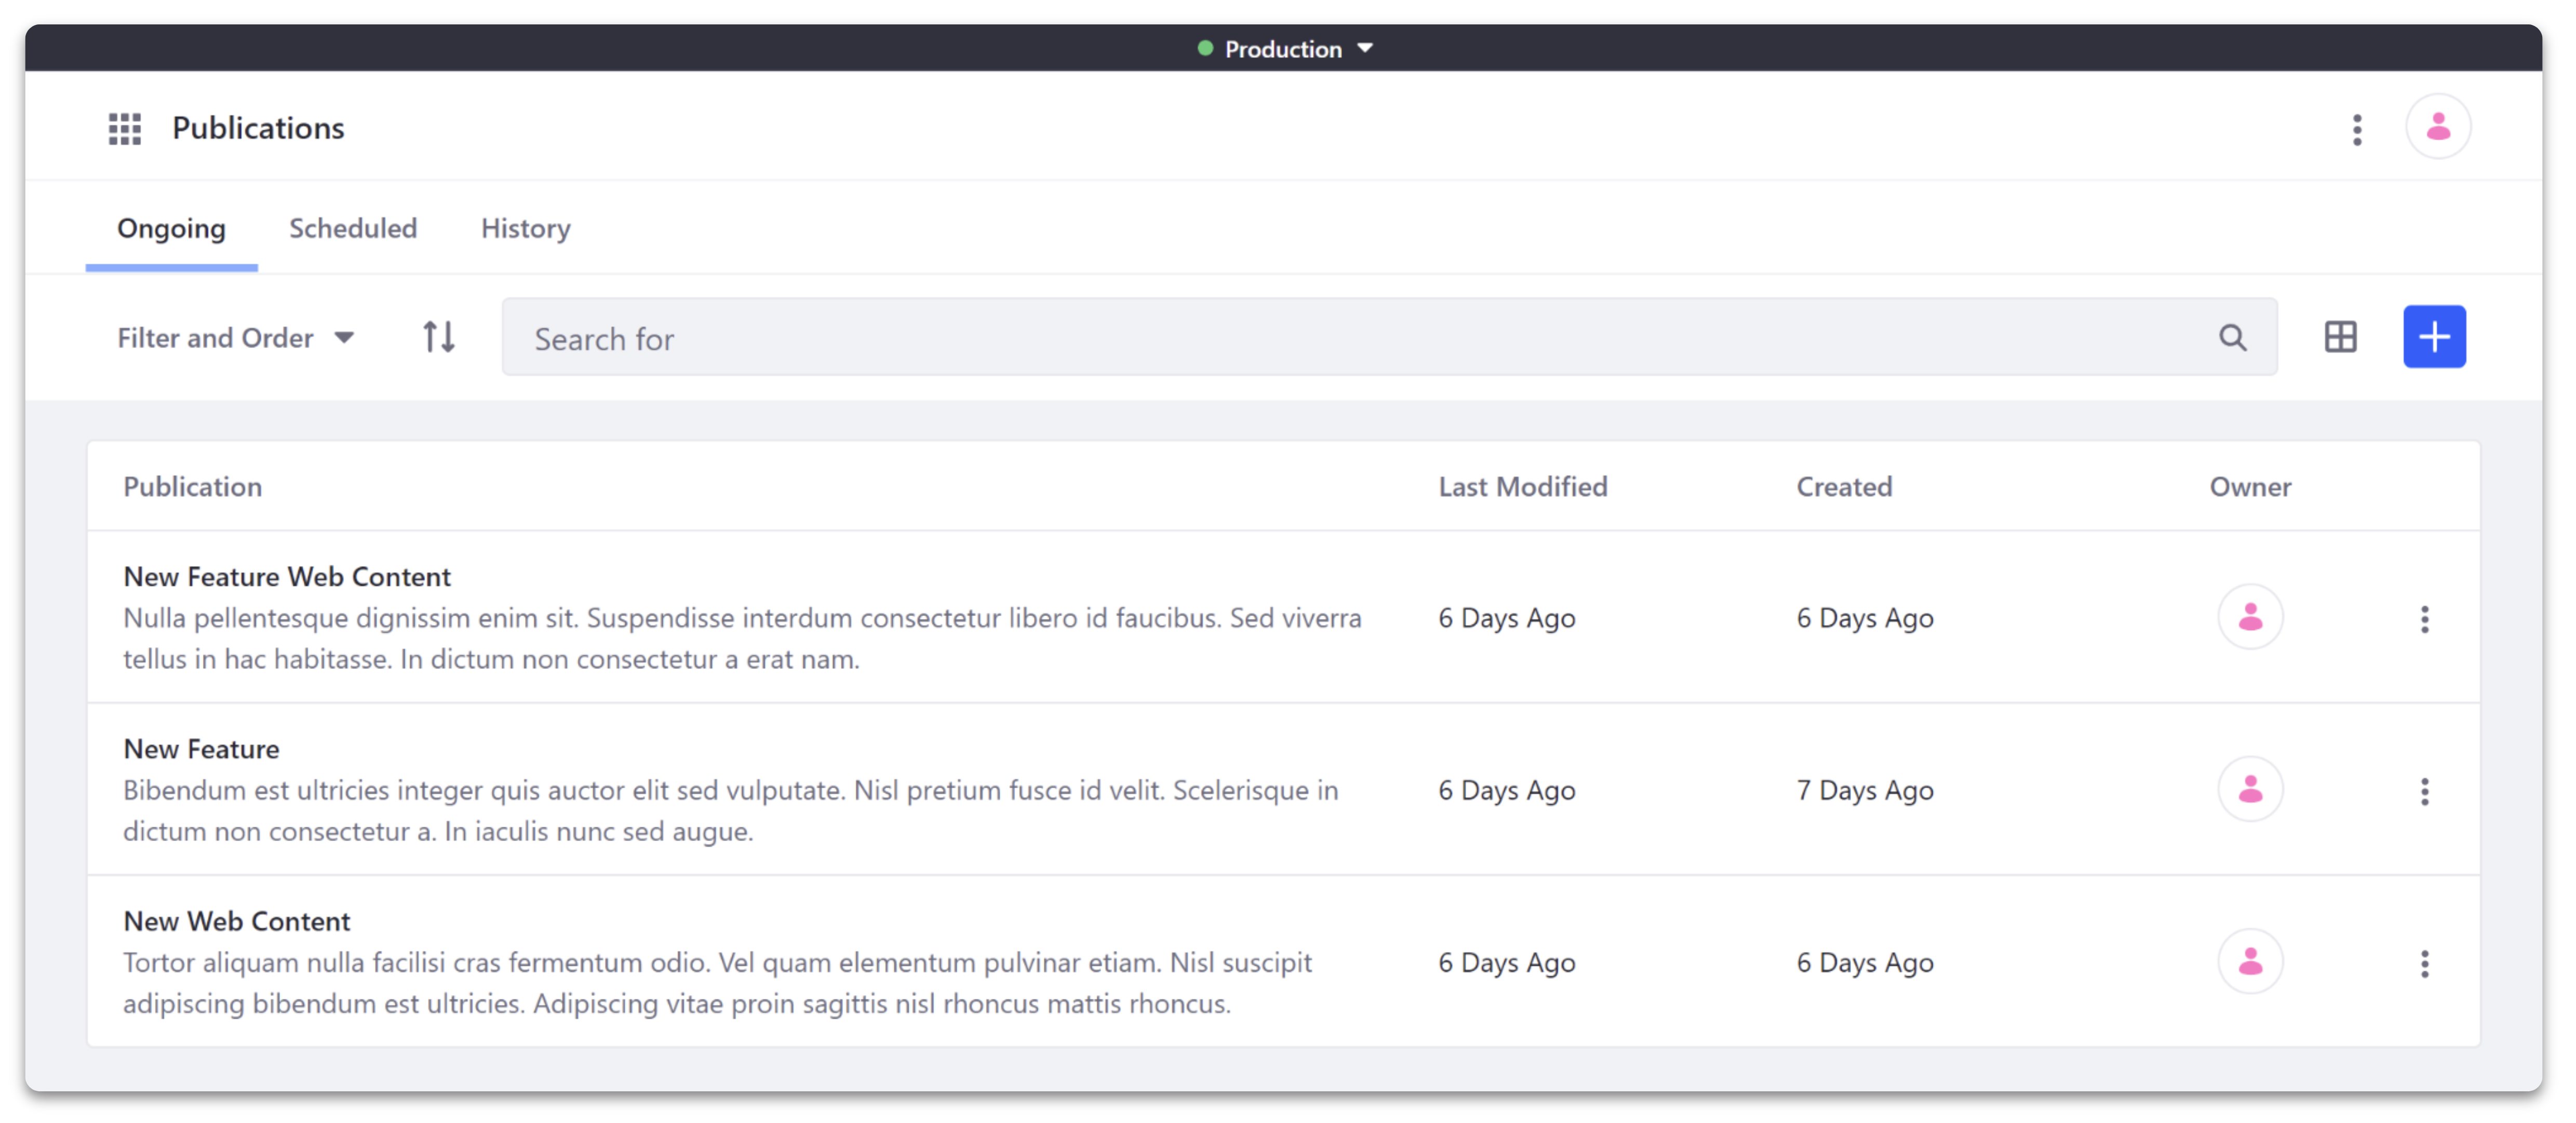 Production
Publications
Ongoing Scheduled History
Filter and Order Search for
Publication Last Modified Created Owner
New Feature Web Content
Nulla pellentesque dignissim enim sit. Suspendisse interdum consectetur libero id faucibus. Sed viverra
tellus in hac habitasse. In dictum non consectetur a erat nam.
6 Days Ago 6 Days Ago
New Feature
Bibendum est ultricies integer quis auctor elit sed vulputate. Nisl pretium fusce id velit. Scelerisque in
dictum non consectetur a. In iaculis nunc sed augue.
6 Days Ago 7 Days Ago
New Web Content
Tortor aliquam nulla facilisi cras fermentum odio. Vel quam elementum pulvinar etiam. Nisl suscipit
adipiscing bibendum est ultricies. Adipiscing vitae proin sagittis nisl rhoncus mattis rhoncus.
6 Days Ago 6 Days Ago